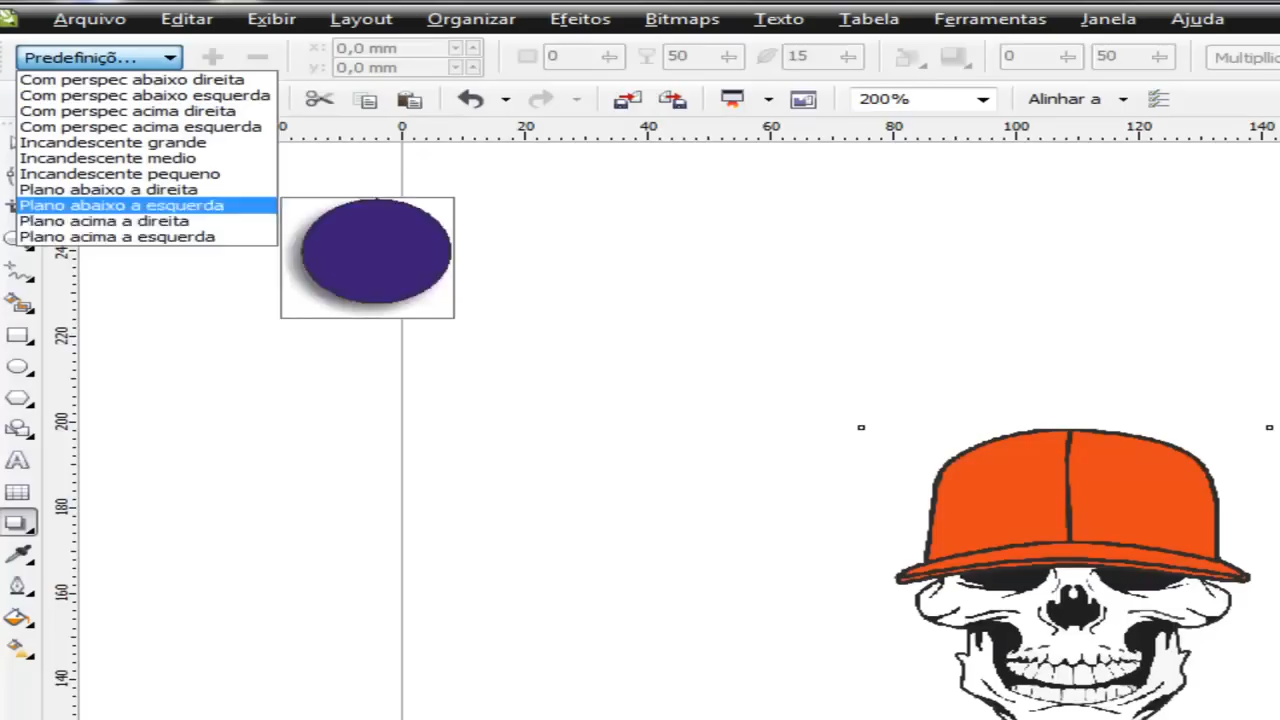 Arquivo Editar Exibir Layout Organizar Efeitos Bitmaps Texto Tabela Ferramentas Janela Ajuda
Predefiniçõ... x: 0,0 mm 0 50 15 0 50 Multiplic
y: 0,0 mm
Com perspec abaixo direita
Com perspec abaixo esquerda
Com perspec acima direita
Com perspec acima esquerda
Incandescente grande
Incandescente medio
Incandescente pequeno
Plano abaixo a direita
Plano abaixo a esquerda
Plano acima a direita
Plano acima a esquerda
200% Alinhar a
0 0 20 40 60 80 100 120 140
240
220
200
180
160
140